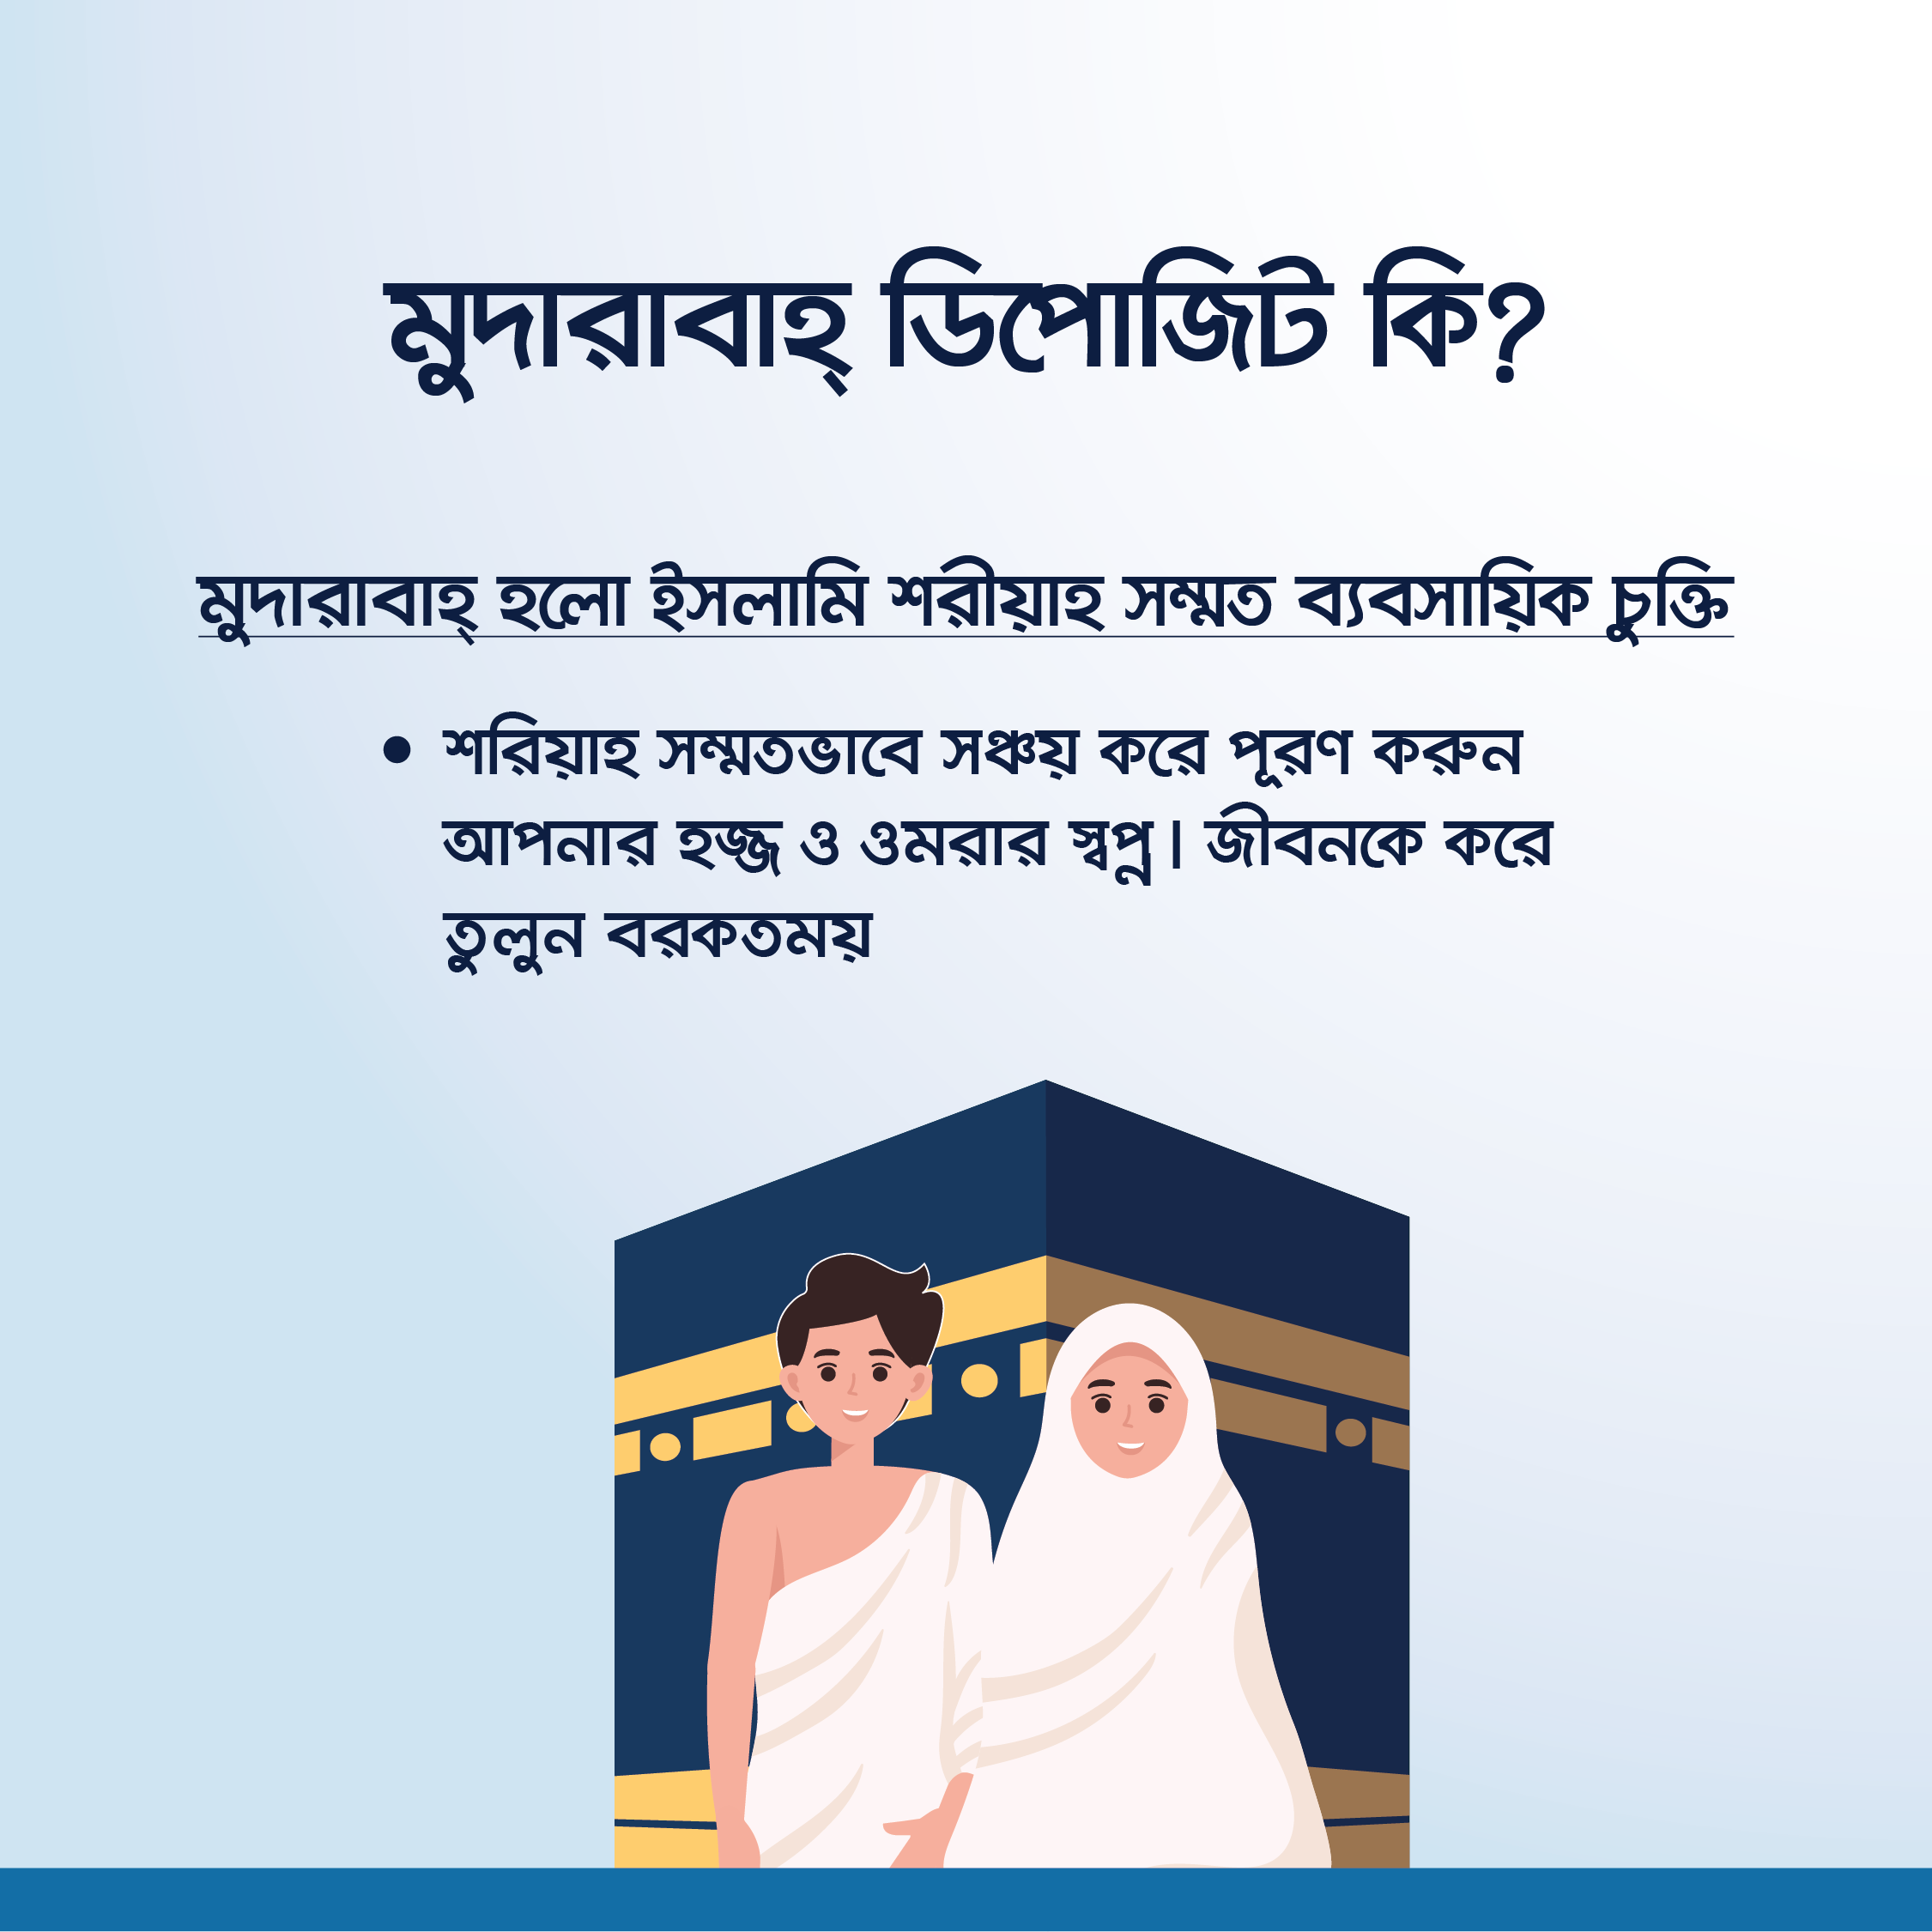 মুদারাবাহ্ ডিপোজিট কি?
মুদারাবাহ্ হলো ইসলামি শরীয়াহ সম্মত ব্যবসায়িক চুক্তি
• শরিয়াহ সম্মতভাবে সঞ্চয় করে পূরণ করুন
আপনার হজ্জ ও ওমরার স্বপ্ন। জীবনকে করে
তুলুন বরকতময়